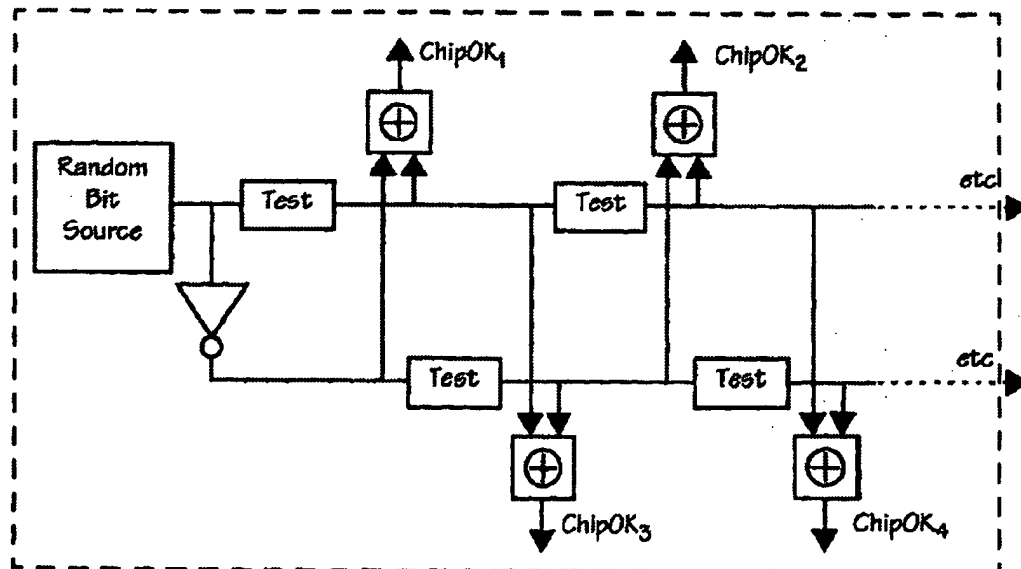 ChipOK1
ChipOK2
Random
Bit
Source
Test
Test
etc
Test
Test
etc
ChipOK3
ChipOK4